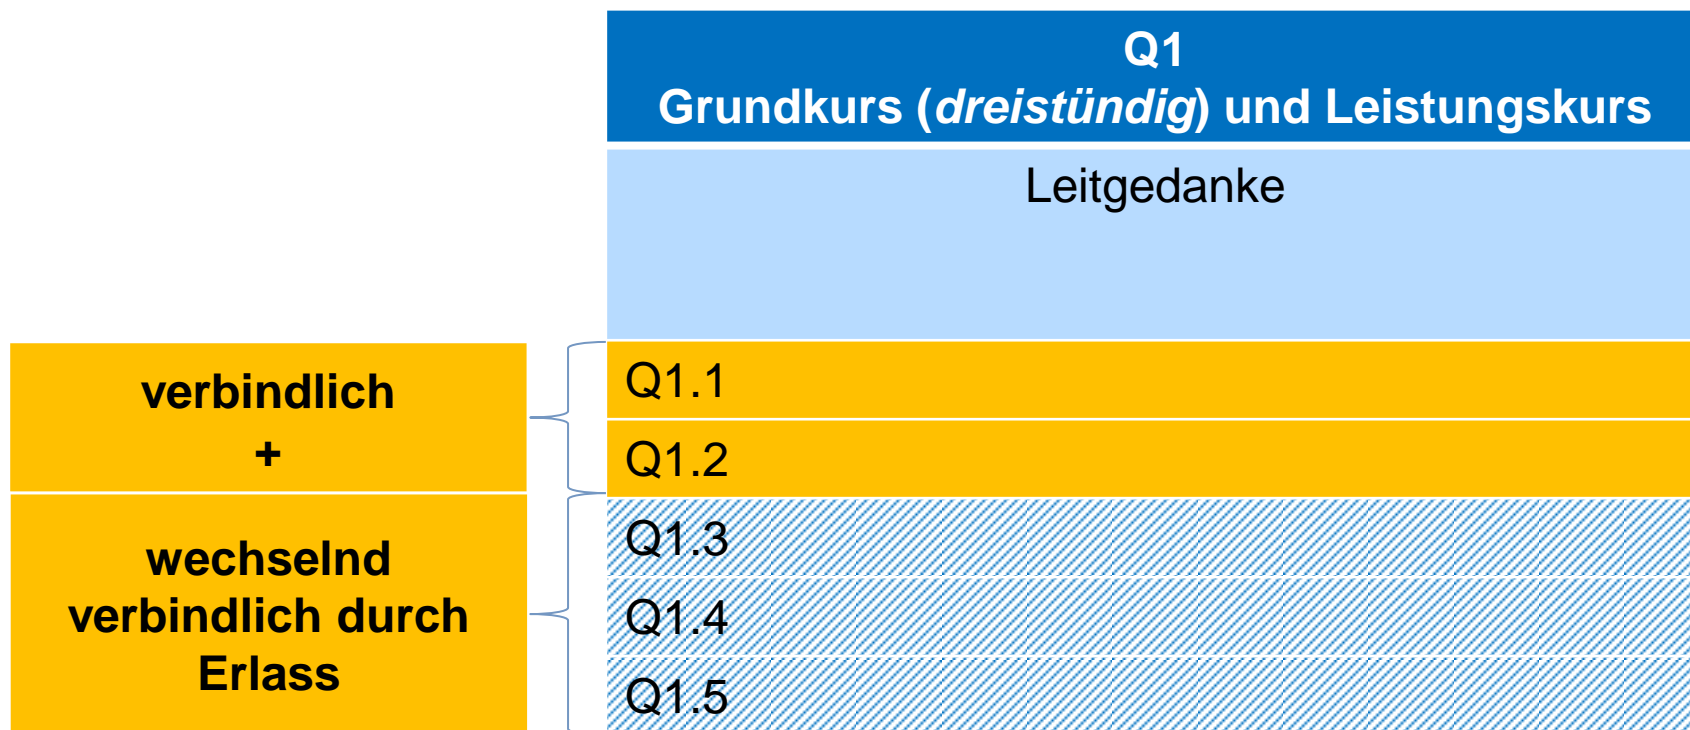 Q1
Grundkurs (dreistündig) und Leistungskurs
Leitgedanke
verbindlich
+
Q1.1
Q1.2
wechselnd
verbindlich durch
Erlass
Q1.3
Q1.4
Q1.5